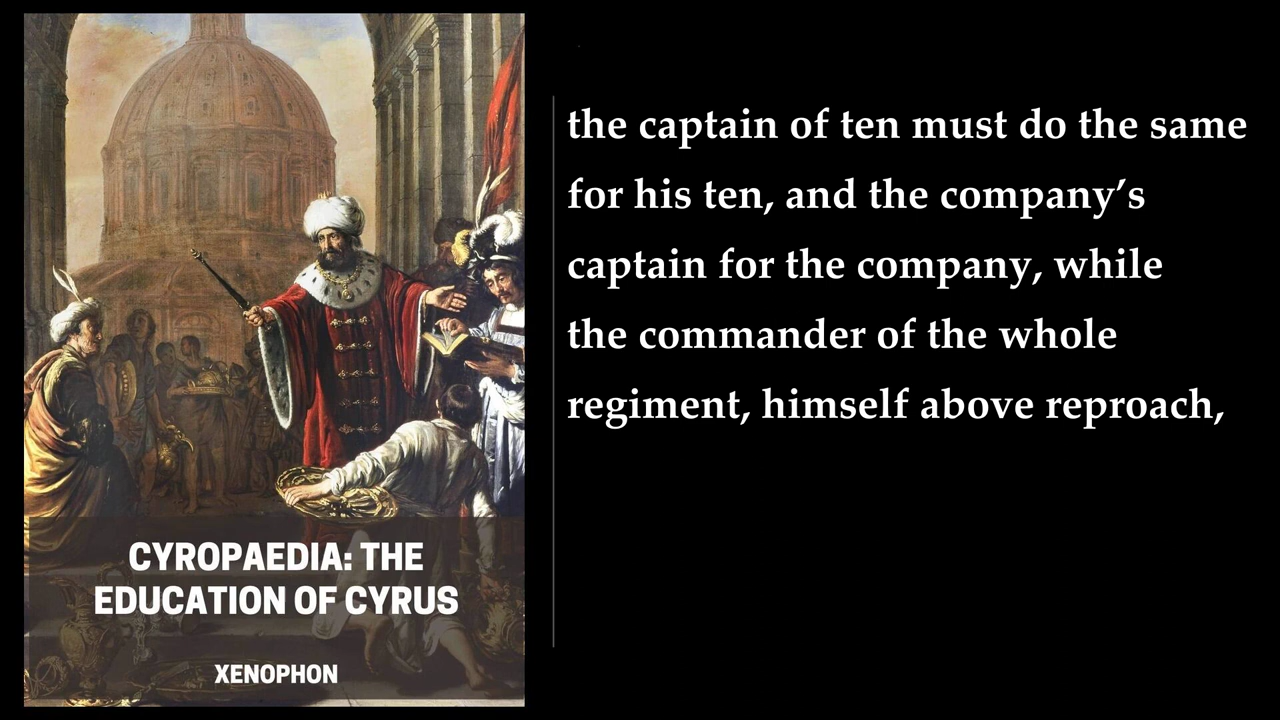 CYROPAEDIA: THE
EDUCATION OF CYRUS
XENOPHON
the captain of ten must do the same
for his ten, and the company’s
captain for the company, while
the commander of the whole
regiment, himself above reproach,